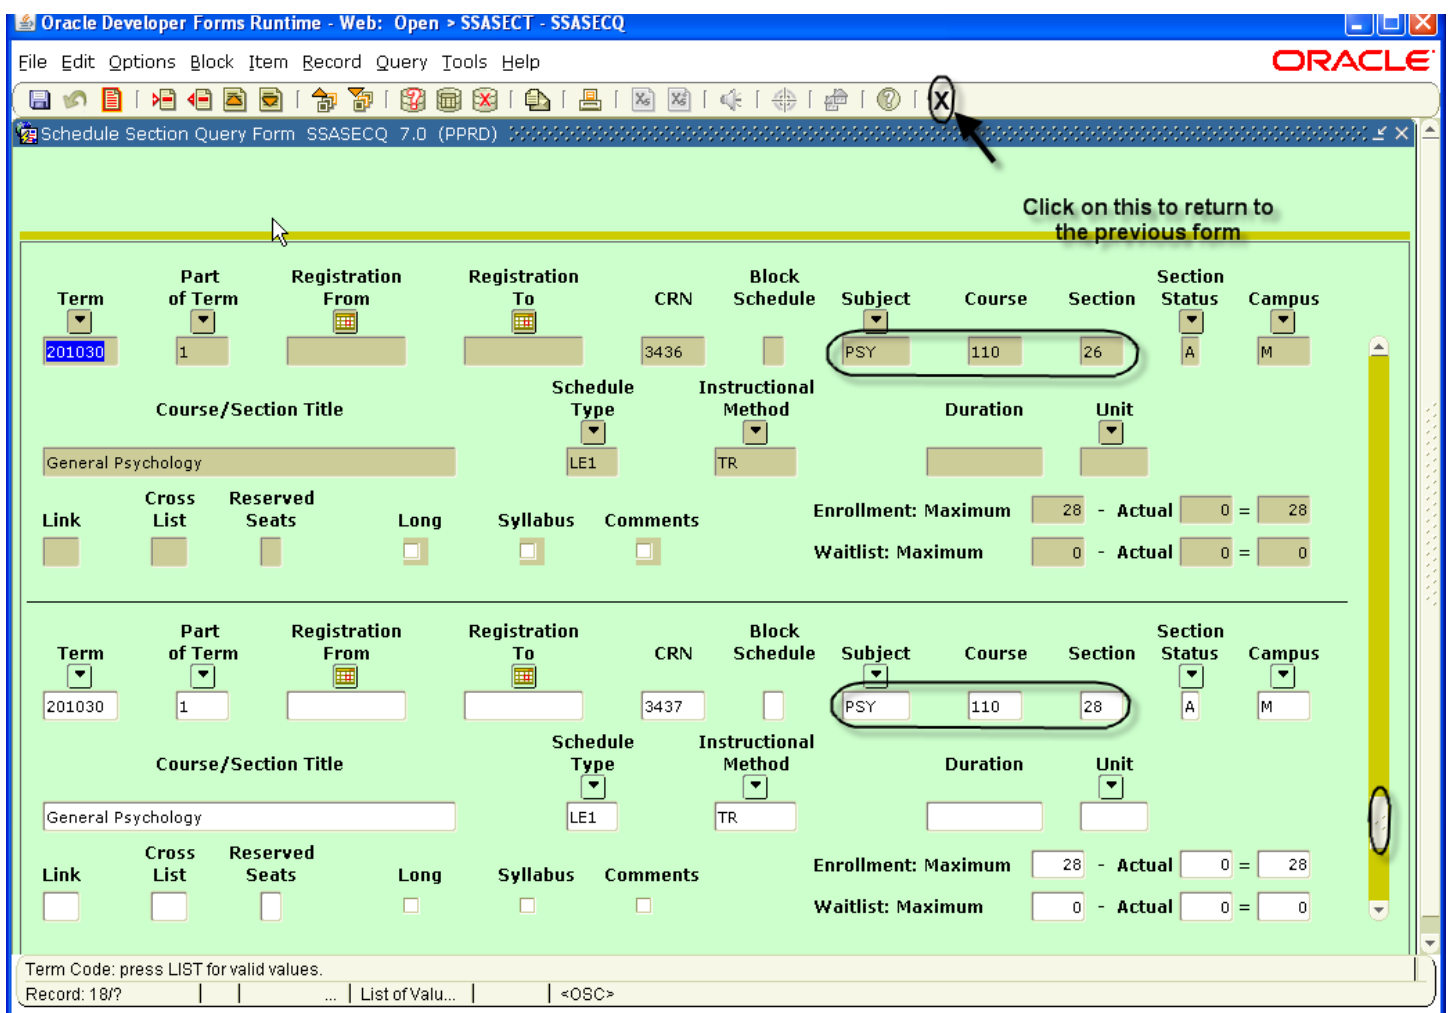 Oracle Developer Forms Runtime - Web: Open > SSASECT - SSASECQ
File Edit Options Block Item Record Query Tools Help
ORACLE
X
Schedule Section Query Form SSASECQ 7.0 (PPRD)
Click on this to return to
the previous form
Part Registration Registration Block Section
Term of Term From To CRN Schedule Subject Course Section Status Campus
201030 1 3436 PSY 110 26 A M
Schedule Instructional
Course/Section Title Type Method Duration Unit
General Psychology LE1 TR
Cross Reserved
Link List Seats Long Syllabus Comments
Enrollment: Maximum 28 - Actual 0 = 28
Waitlist: Maximum 0 - Actual 0 = 0
Part Registration Registration Block Section
Term of Term From To CRN Schedule Subject Course Section Status Campus
201030 1 3437 PSY 110 28 A M
Schedule Instructional
Course/Section Title Type Method Duration Unit
General Psychology LE1 TR
Cross Reserved
Link List Seats Long Syllabus Comments
Enrollment: Maximum 28 - Actual 0 = 28
Waitlist: Maximum 0 - Actual 0 = 0
Term Code: press LIST for valid values.
Record: 18/? ... List of Valu... <OSC>